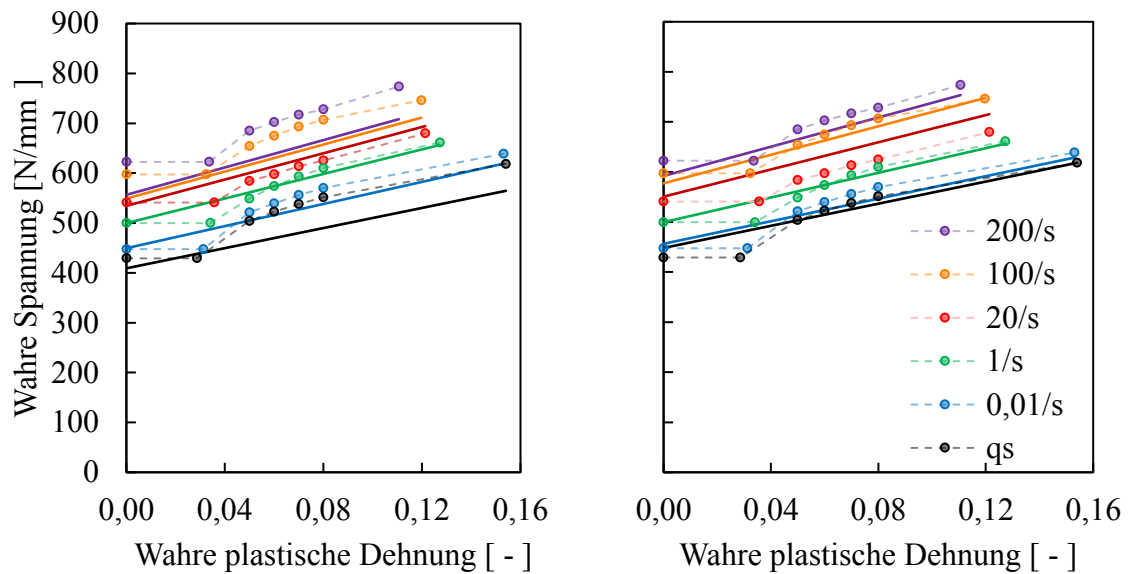 900
800
700
600
500
400
300
200
100
0
Wahre Spannung [N/mm ]
0,00 0,04 0,08 0,12 0,16
Wahre plastische Dehnung [ - ]
200/s
100/s
20/s
1/s
0,01/s
qs
0,00 0,04 0,08 0,12 0,16
Wahre plastische Dehnung [ - ]